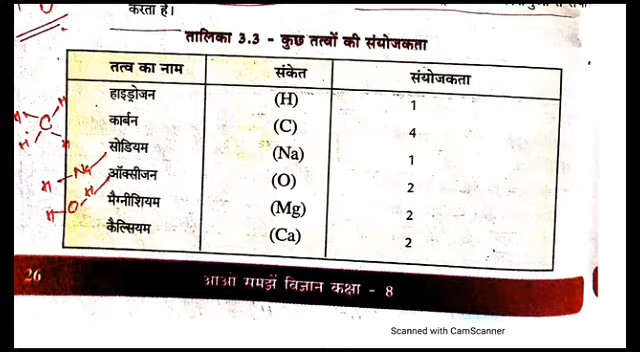 करता है।
तालिका 3.3 - कुछ तत्वों की संयोजकता
तत्व का नाम संकेत संयोजकता
हाइड्रोजन (H) 1
कार्बन (C) 4
सोडियम (Na) 1
ऑक्सीजन (O) 2
मैग्नीशियम (Mg) 2
कैल्सियम (Ca) 2
H H
C
H H
H - Na
H - O - H
26 आओ समझें विज्ञान कक्षा - 8
Scanned with CamScanner